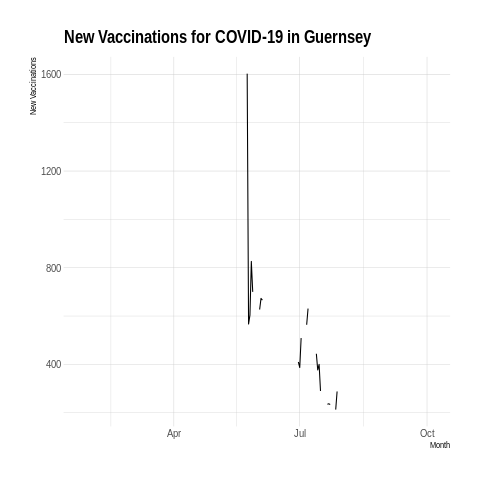 New Vaccinations for COVID-19 in Guernsey
New Vaccinations
1600
1200
800
400
Apr Jul Oct
Month